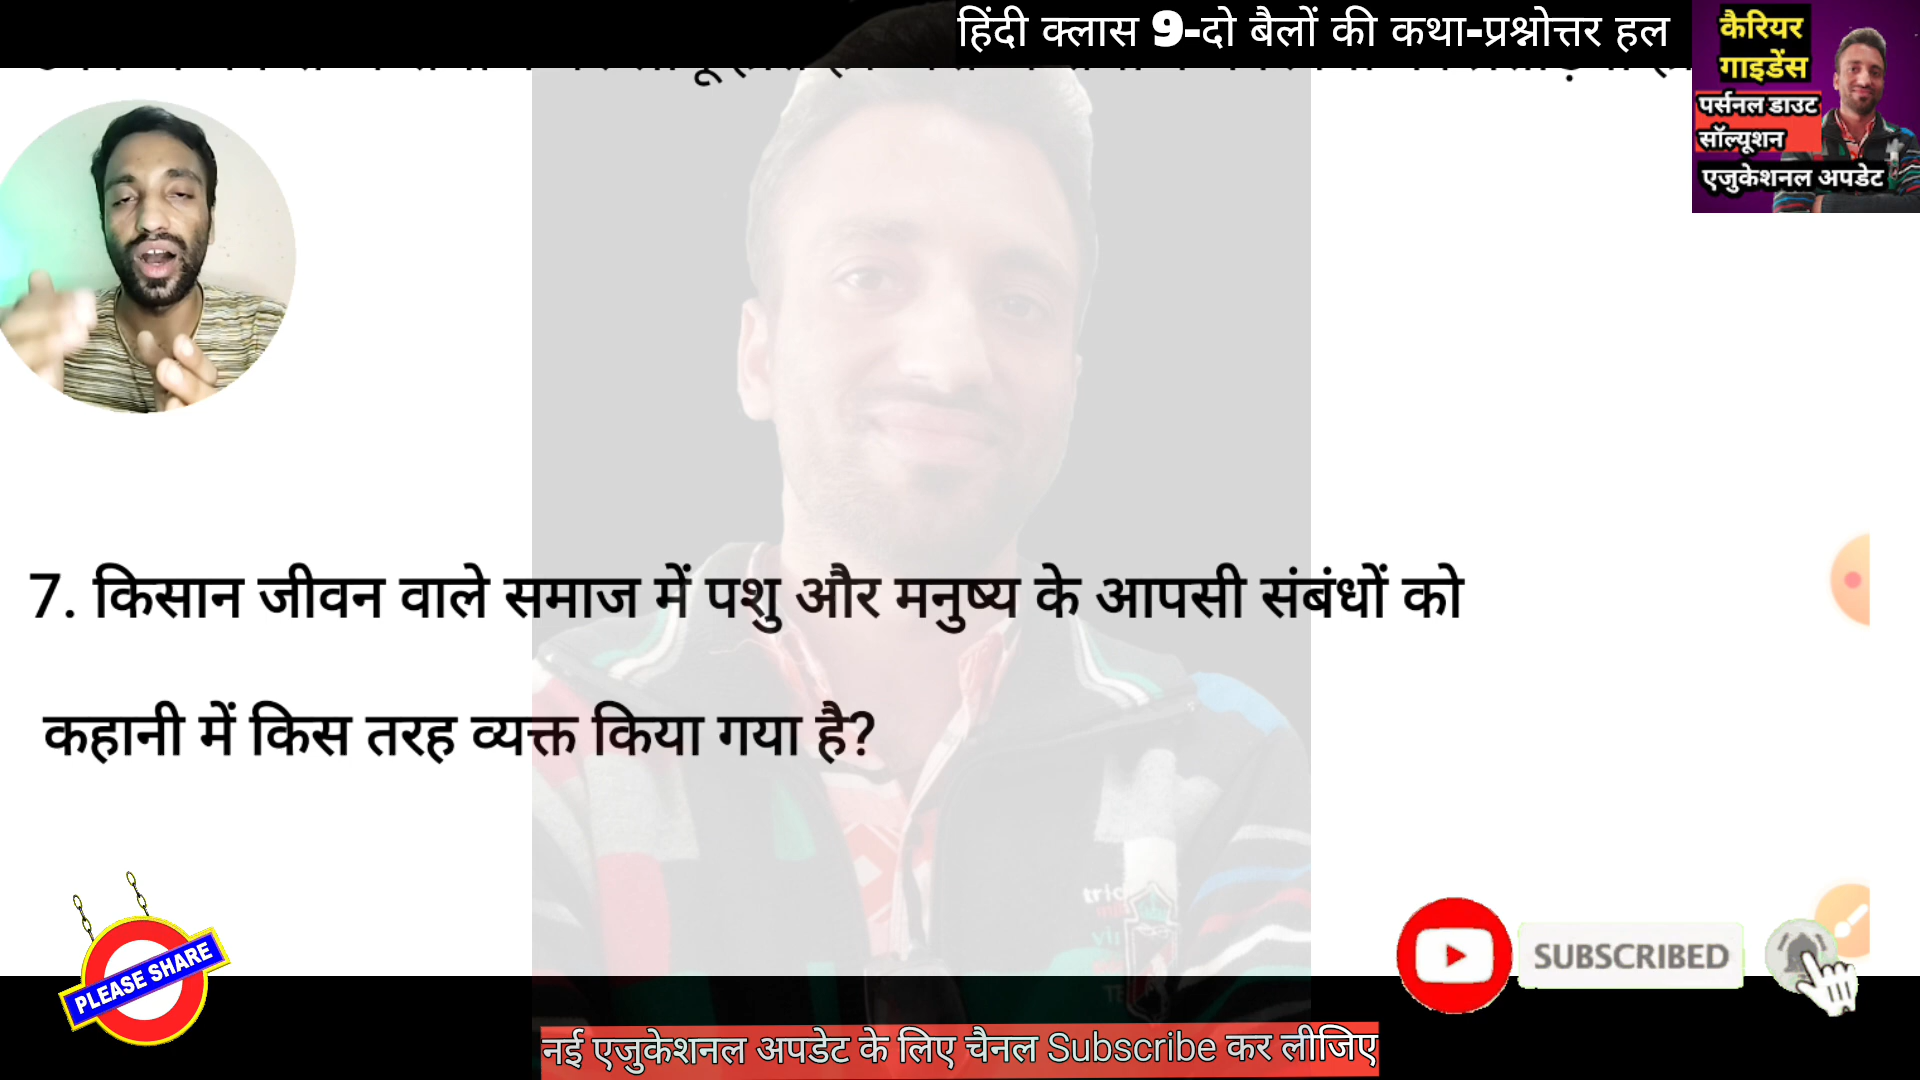 हिंदी क्लास 9-दो बैलों की कथा-प्रश्नोत्तर हल
कैरियर
गाइडेंस
पर्सनल डाउट
सॉल्यूशन
एजुकेशनल अपडेट
7. किसान जीवन वाले समाज में पशु और मनुष्य के आपसी संबंधों को
कहानी में किस तरह व्यक्त किया गया है?
PLEASE SHARE
SUBSCRIBED
नई एजुकेशनल अपडेट के लिए चैनल Subscribe कर लीजिए